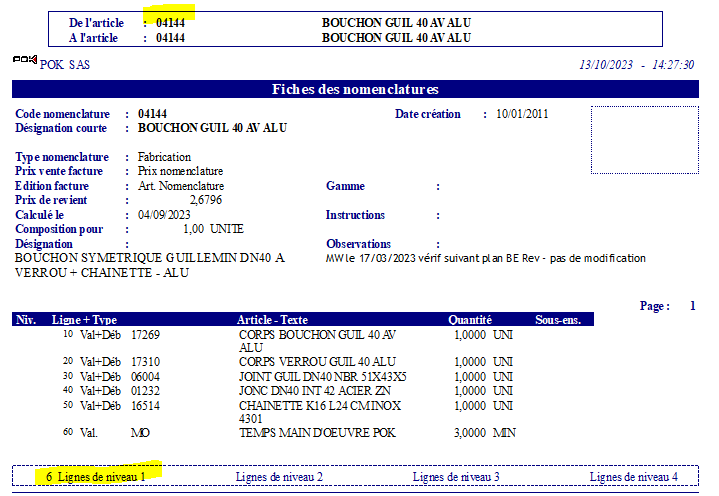 De l'article : 04144 BOUCHON GUIL 40 AV ALU
A l'article : 04144 BOUCHON GUIL 40 AV ALU
POK POK SAS 13/10/2023 - 14:27:30
Fiches des nomenclatures
Code nomenclature : 04144 Date création : 10/01/2011
Désignation courte : BOUCHON GUIL 40 AV ALU
Type nomenclature : Fabrication
Prix vente facture : Prix nomenclature
Edition facture : Art. Nomenclature Gamme :
Prix de revient : 2,6796
Calculé le : 04/09/2023 Instructions :
Composition pour : 1,00 UNITE
Désignation : Observations :
BOUCHON SYMETRIQUE GUILLEMIN DN40 A MW le 17/03/2023 vérif suivant plan BE Rev - pas de modification
VERROU + CHAINETTE - ALU
Page : 1
Niv. Ligne + Type Article - Texte Quantité Sous-ens.
10 Val+Déb 17269 CORPS BOUCHON GUIL 40 AV 1,0000 UNI
ALU
20 Val+Déb 17310 CORPS VERROU GUIL 40 ALU 1,0000 UNI
30 Val+Déb 06004 JOINT GUIL DN40 NBR 51X43X5 1,0000 UNI
40 Val+Déb 01232 JONC DN40 INT 42 ACIER ZN 1,0000 UNI
50 Val+Déb 16514 CHAINETTE K16 L24 CM INOX 1,0000 UNI
4301
60 Val. MO TEMPS MAIN D'OEUVRE POK 3,0000 MIN
6 Lignes de niveau 1 Lignes de niveau 2 Lignes de niveau 3 Lignes de niveau 4